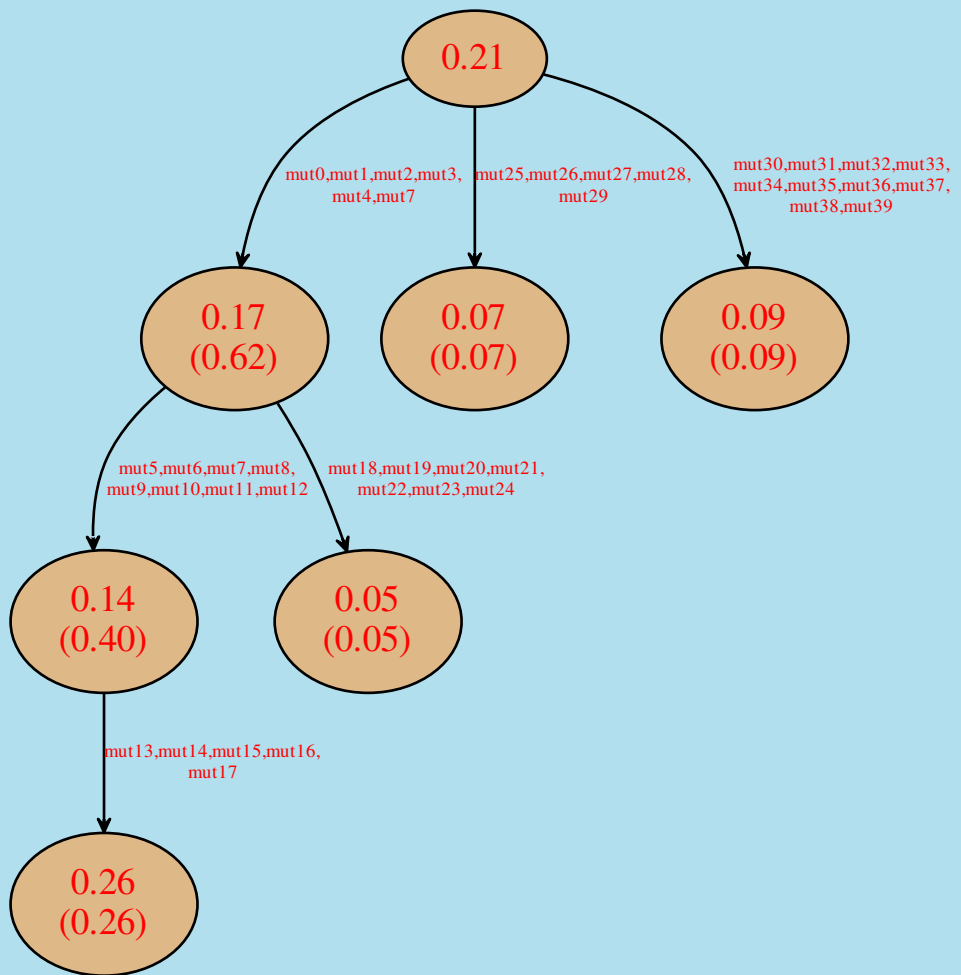 0.21
mut0,mut1,mut2,mut3,
mut4,mut7
mut25,mut26,mut27,mut28,
mut29
mut30,mut31,mut32,mut33,
mut34,mut35,mut36,mut37,
mut38,mut39
0.17
(0.62)
0.07
(0.07)
0.09
(0.09)
mut5,mut6,mut7,mut8,
mut9,mut10,mut11,mut12
mut18,mut19,mut20,mut21,
mut22,mut23,mut24
0.14
(0.40)
0.05
(0.05)
mut13,mut14,mut15,mut16,
mut17
0.26
(0.26)